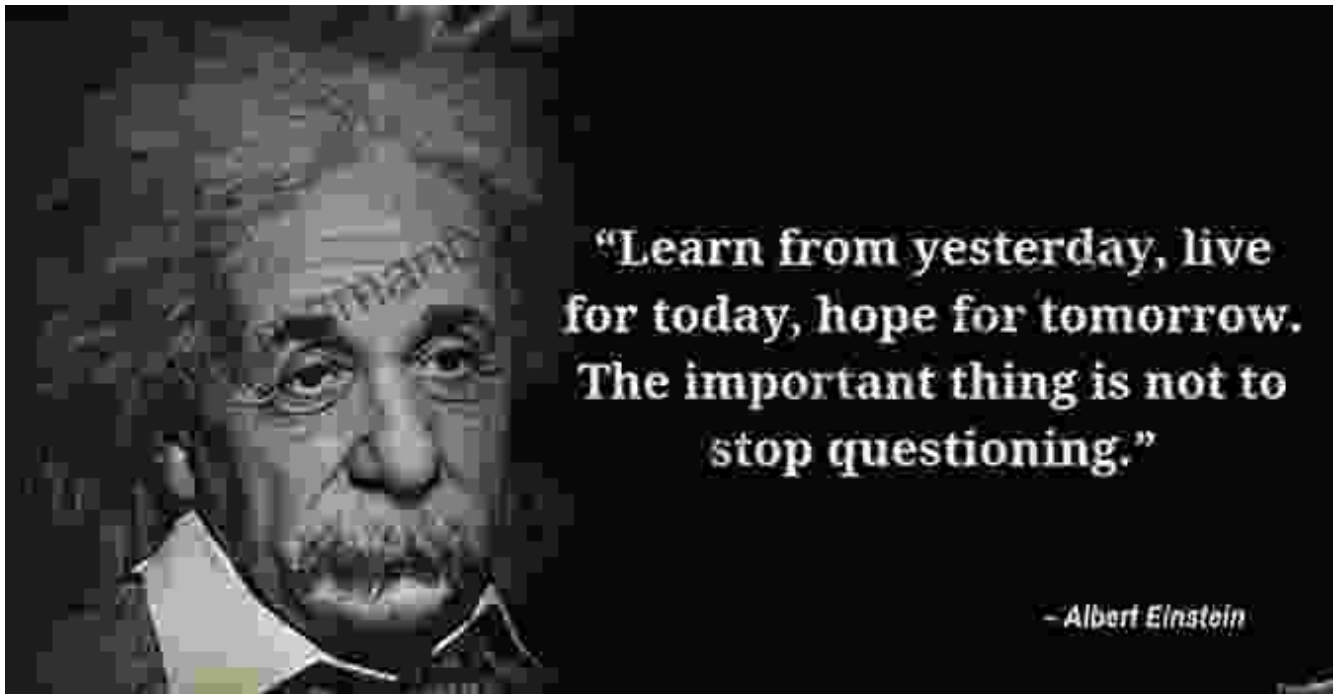 “Learn from yesterday, live
for today, hope for tomorrow.
The important thing is not to
stop questioning.”
– Albert Einstein